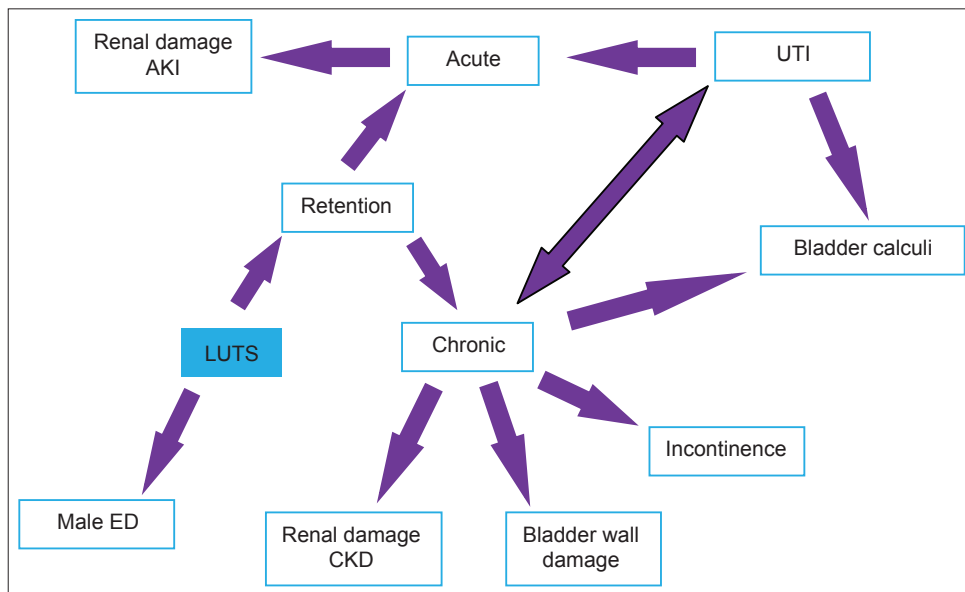 Renal damage
AKI
Acute
UTI
Retention
Bladder calculi
LUTS
Chronic
Incontinence
Male ED
Renal damage
CKD
Bladder wall
damage